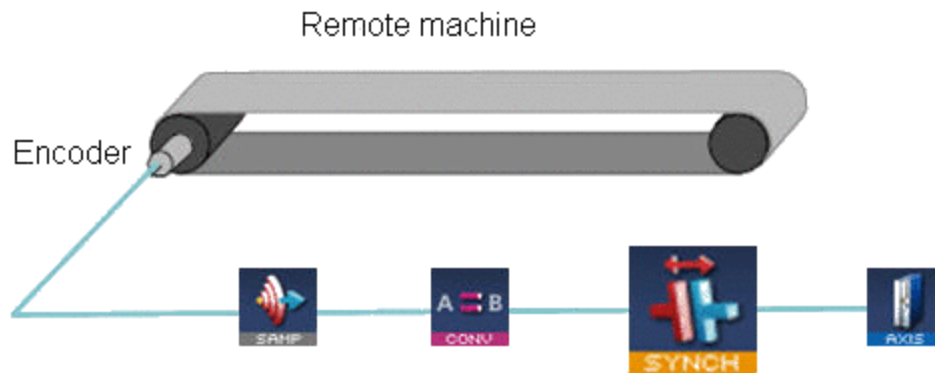 Remote machine
Encoder
SAMP
A B
CONV
SYNCH
AXIS